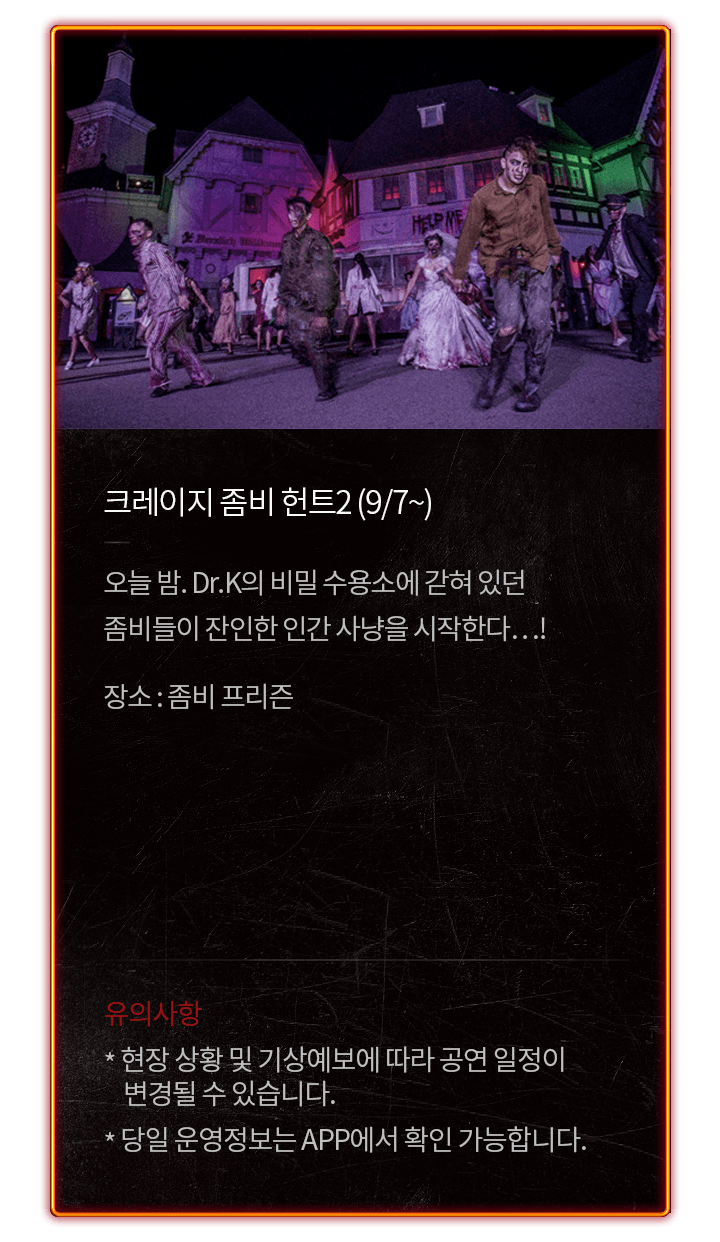 HELP ME
크레이지 좀비 헌트2 (9/7~)
오늘 밤. Dr.K의 비밀 수용소에 갇혀 있던
좀비들이 잔인한 인간 사냥을 시작한다…!
장소 : 좀비 프리즌
유의사항
* 현장 상황 및 기상예보에 따라 공연 일정이
변경될 수 있습니다.
* 당일 운영정보는 APP에서 확인 가능합니다.